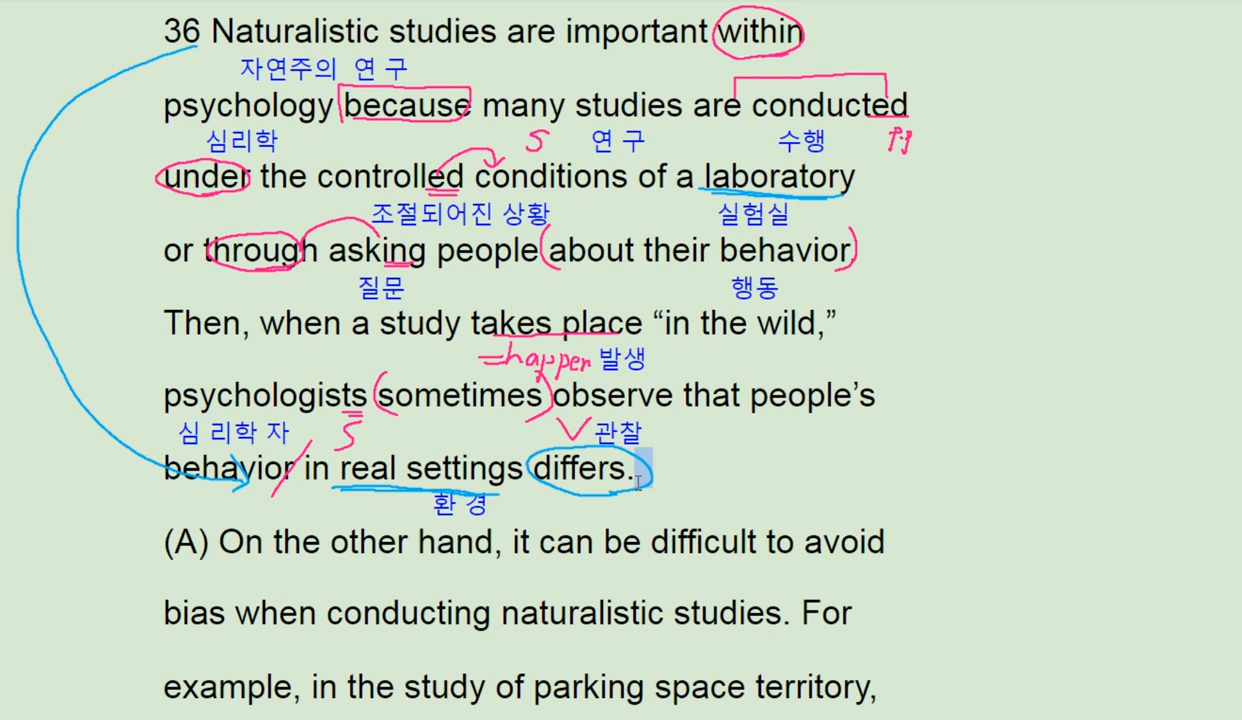 36 Naturalistic studies are important within
자연주의 연 구
psychology because many studies are conducted
심리학 S 연 구 수행
under the controlled conditions of a laboratory
조절되어진 상황 실험실
or through asking people (about their behavior)
질문 행동
Then, when a study takes place “in the wild,”
=happen 발생
psychologists (sometimes) observe that people’s
심 리학 자 S V 관찰
behavior / in real settings differs.
환 경
(A) On the other hand, it can be difficult to avoid
bias when conducting naturalistic studies. For
example, in the study of parking space territory,